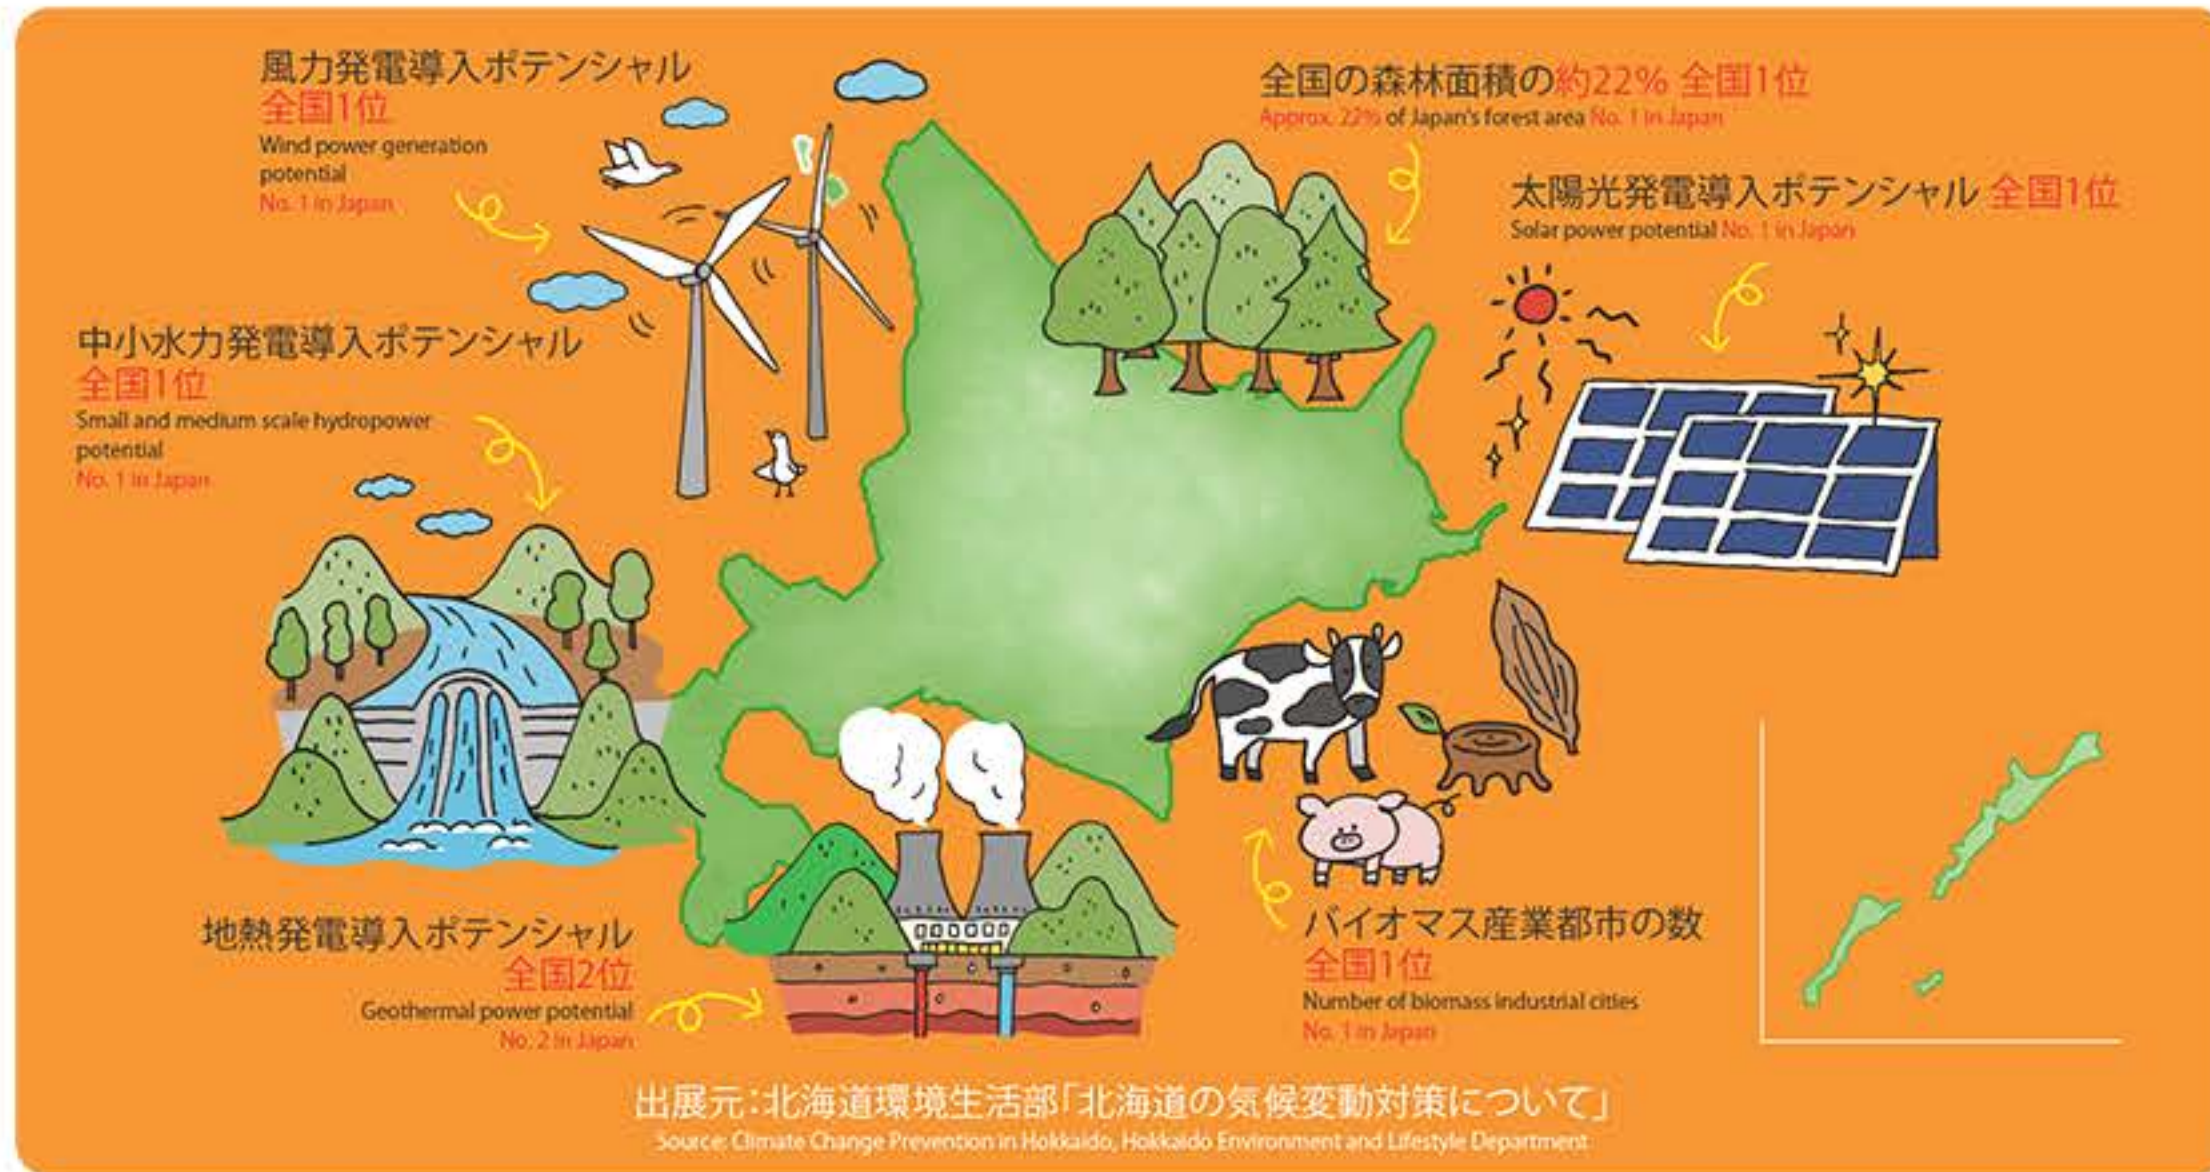 風力発電導入ポテンシャル
全国1位
Wind power generation
potential
No. 1 in Japan
全国の森林面積の約22% 全国1位
Approx. 22% of Japan's forest area No. 1 in Japan
太陽光発電導入ポテンシャル 全国1位
Solar power potential No. 1 in Japan
中小水力発電導入ポテンシャル
全国1位
Small and medium scale hydropower
potential
No. 1 in Japan
地熱発電導入ポテンシャル
全国2位
Geothermal power potential
No. 2 in Japan
バイオマス産業都市の数
全国1位
Number of biomass industrial cities
No. 1 in Japan
出展元:北海道環境生活部「北海道の気候変動対策について」
Source: Climate Change Prevention in Hokkaido, Hokkaido Environment and Lifestyle Department